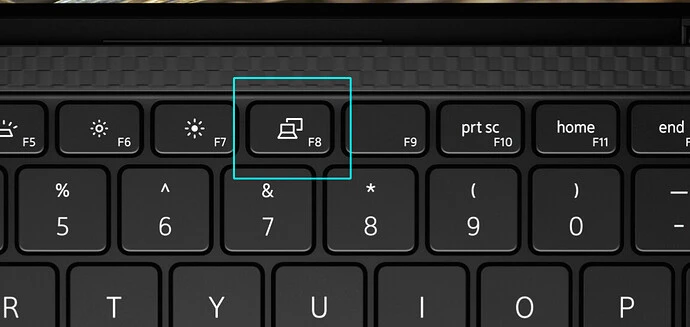 F5 F6 F7 F8 F9 prt sc F10 home F11 end
% ^ & * ( ) —
5 6 7 8 9 0 -
R T Y U I O P